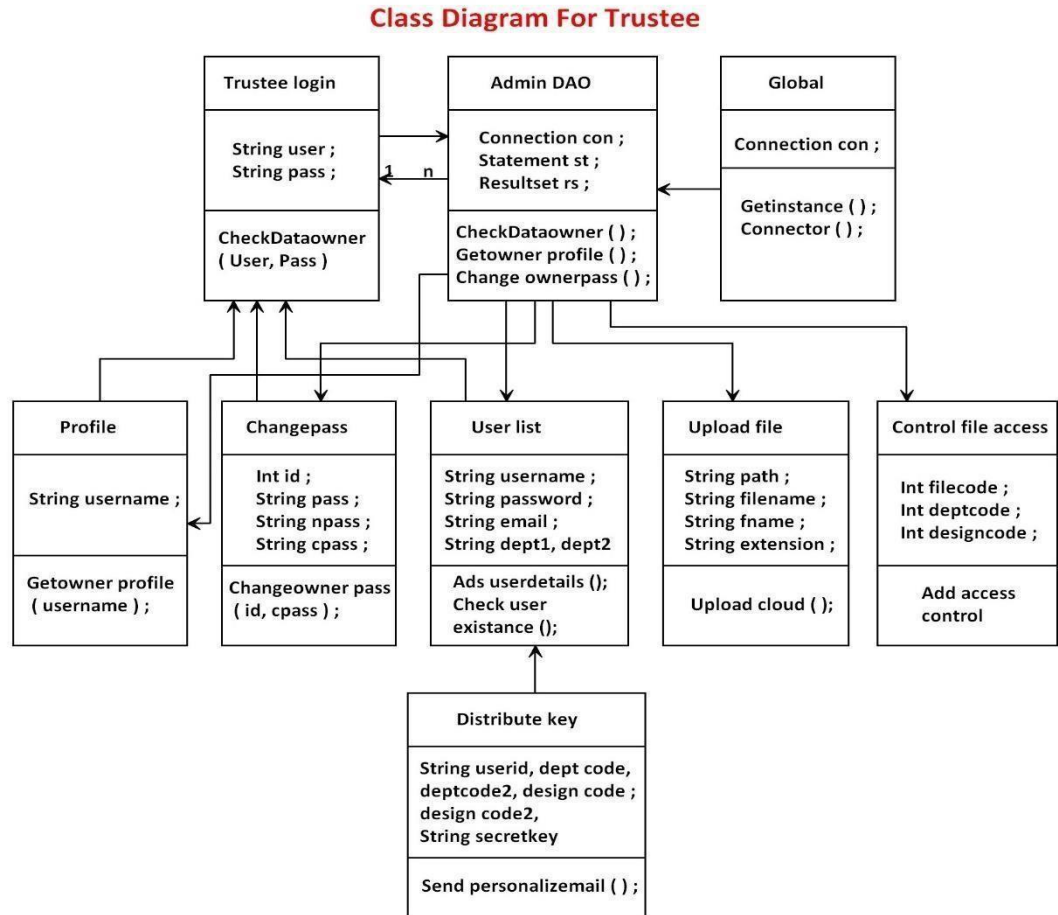 Class Diagram For Trustee
Trustee login
String user ;
String pass ;
CheckDataowner
( User, Pass )
1 n
Admin DAO
Connection con ;
Statement st ;
Resultset rs ;
CheckDataowner ( ) ;
Getowner profile ( ) ;
Change ownerpass ( ) ;
Global
Connection con ;
Getinstance ( ) ;
Connector ( ) ;
Profile
String username ;
Getowner profile
( username ) ;
Changepass
Int id ;
String pass ;
String npass ;
String cpass ;
Changeowner pass
( id, cpass ) ;
User list
String username ;
String password ;
String email ;
String dept1, dept2
Ads userdetails ();
Check user
existance ();
Upload file
String path ;
String filename ;
String fname ;
String extension ;
Upload cloud ( );
Control file access
Int filecode ;
Int deptcode ;
Int designcode ;
Add access
control
Distribute key
String userid, dept code,
deptcode2, design code ;
design code2,
String secretkey
Send personalizemail ( ) ;